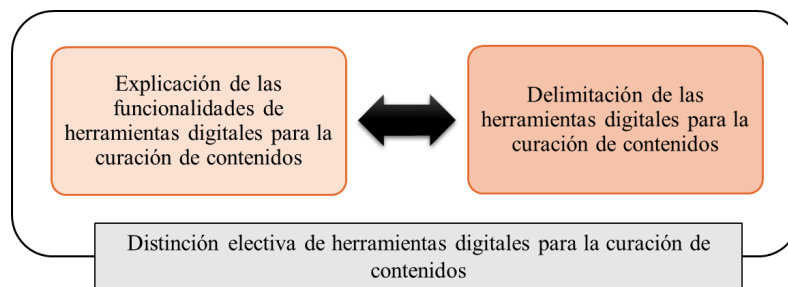 Explicación de las
funcionalidades de
herramientas digitales para la
curación de contenidos
Delimitación de las
herramientas digitales para la
curación de contenidos
Distinción electiva de herramientas digitales para la curación de
contenidos